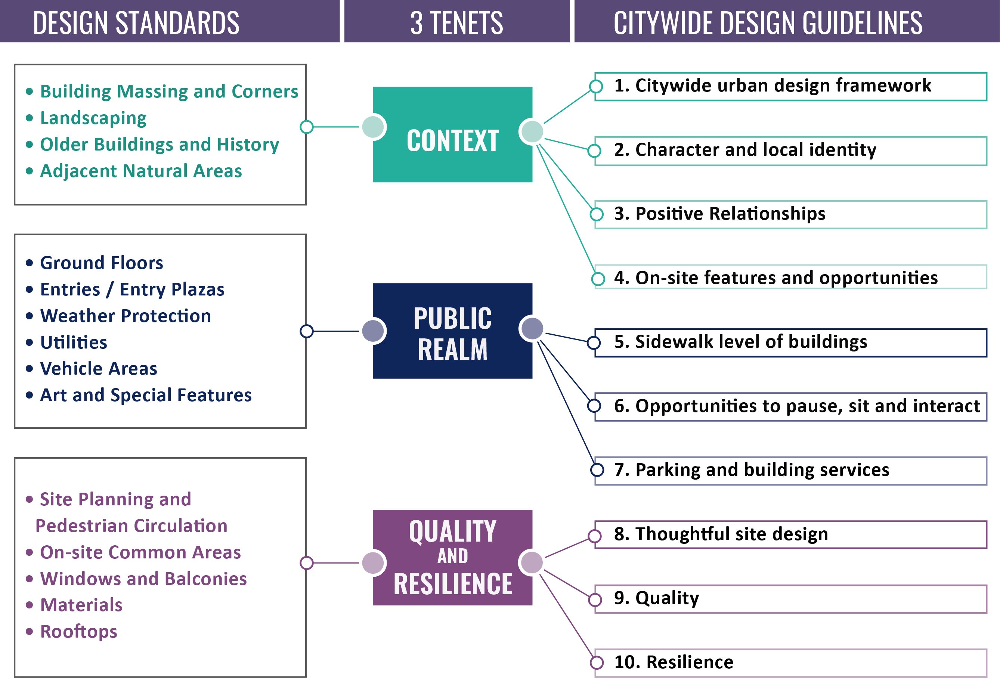 DESIGN STANDARDS
3 TENETS
CITYWIDE DESIGN GUIDELINES
• Building Massing and Corners
• Landscaping
• Older Buildings and History
• Adjacent Natural Areas
CONTEXT
1. Citywide urban design framework
2. Character and local identity
3. Positive Relationships
4. On-site features and opportunities
• Ground Floors
• Entries / Entry Plazas
• Weather Protection
• Utilities
• Vehicle Areas
• Art and Special Features
PUBLIC
REALM
5. Sidewalk level of buildings
6. Opportunities to pause, sit and interact
7. Parking and building services
• Site Planning and
Pedestrian Circulation
• On-site Common Areas
• Windows and Balconies
• Materials
• Rooftops
QUALITY
AND
RESILIENCE
8. Thoughtful site design
9. Quality
10. Resilience